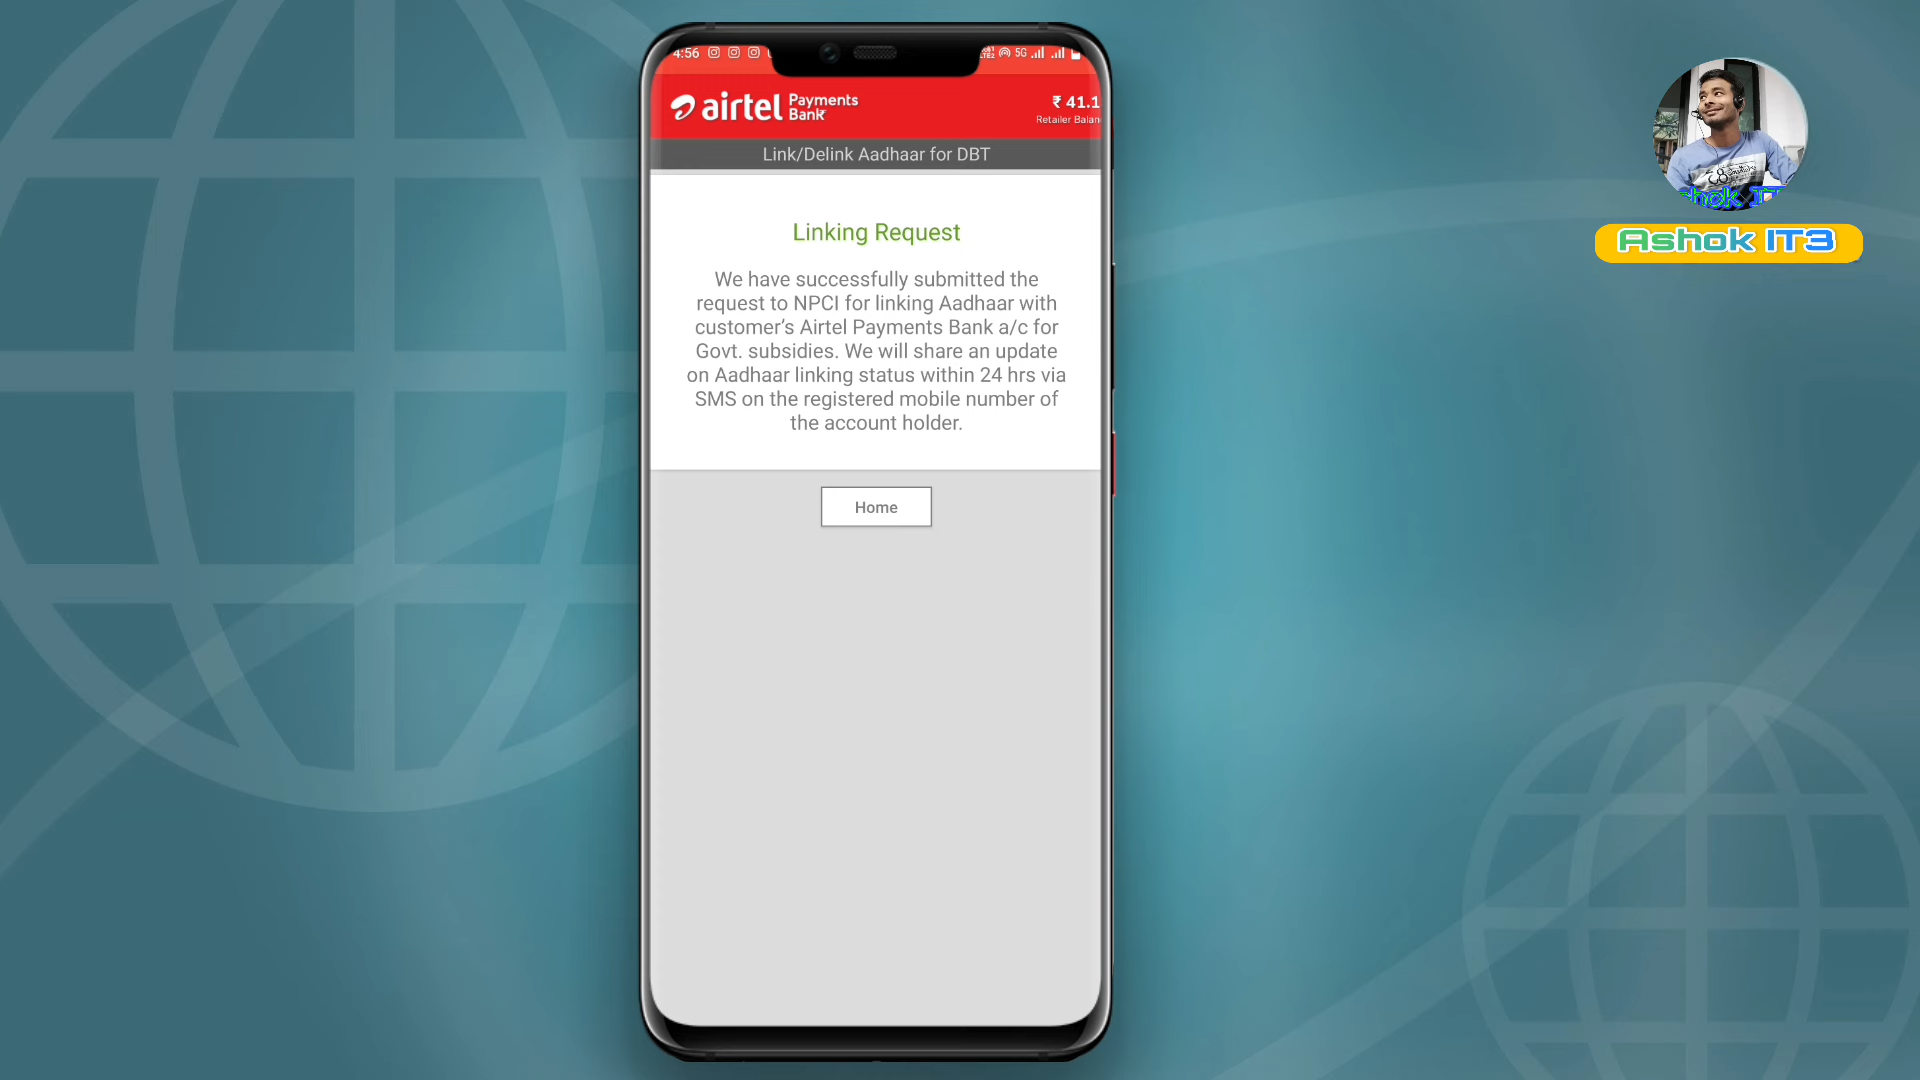 4:56
5G
airtel Payments Bank
₹ 41.1
Retailer Balan
Link/Delink Aadhaar for DBT
Linking Request
We have successfully submitted the
request to NPCI for linking Aadhaar with
customer's Airtel Payments Bank a/c for
Govt. subsidies. We will share an update
on Aadhaar linking status within 24 hrs via
SMS on the registered mobile number of
the account holder.
Home
Ashok IT3